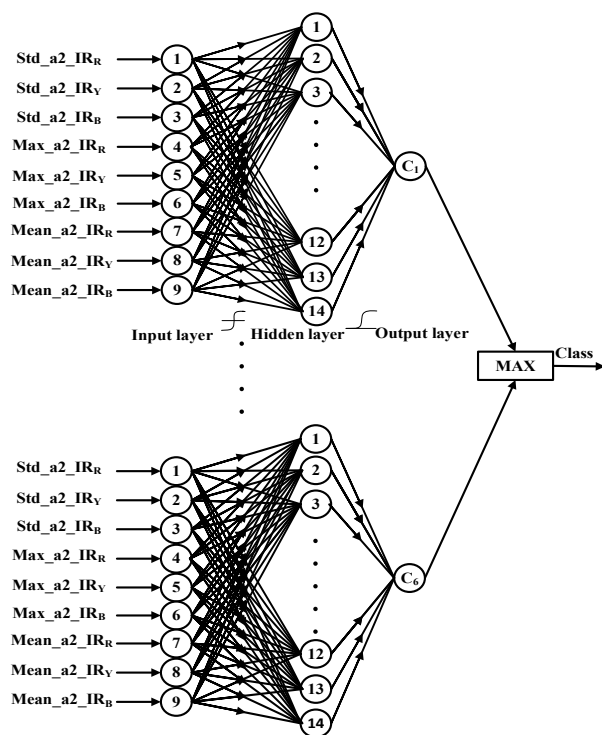 Std_a2_IRR 1
Std_a2_IRY 2
Std_a2_IRB 3
Max_a2_IRR 4
Max_a2_IRY 5
Max_a2_IRB 6
Mean_a2_IRR 7
Mean_a2_IRY 8
Mean_a2_IRB 9
1
2
3
12
13
14
C1
Input layer Hidden layer Output layer
MAX Class
Std_a2_IRR 1
Std_a2_IRY 2
Std_a2_IRB 3
Max_a2_IRR 4
Max_a2_IRY 5
Max_a2_IRB 6
Mean_a2_IRR 7
Mean_a2_IRY 8
Mean_a2_IRB 9
1
2
3
12
13
14
C6